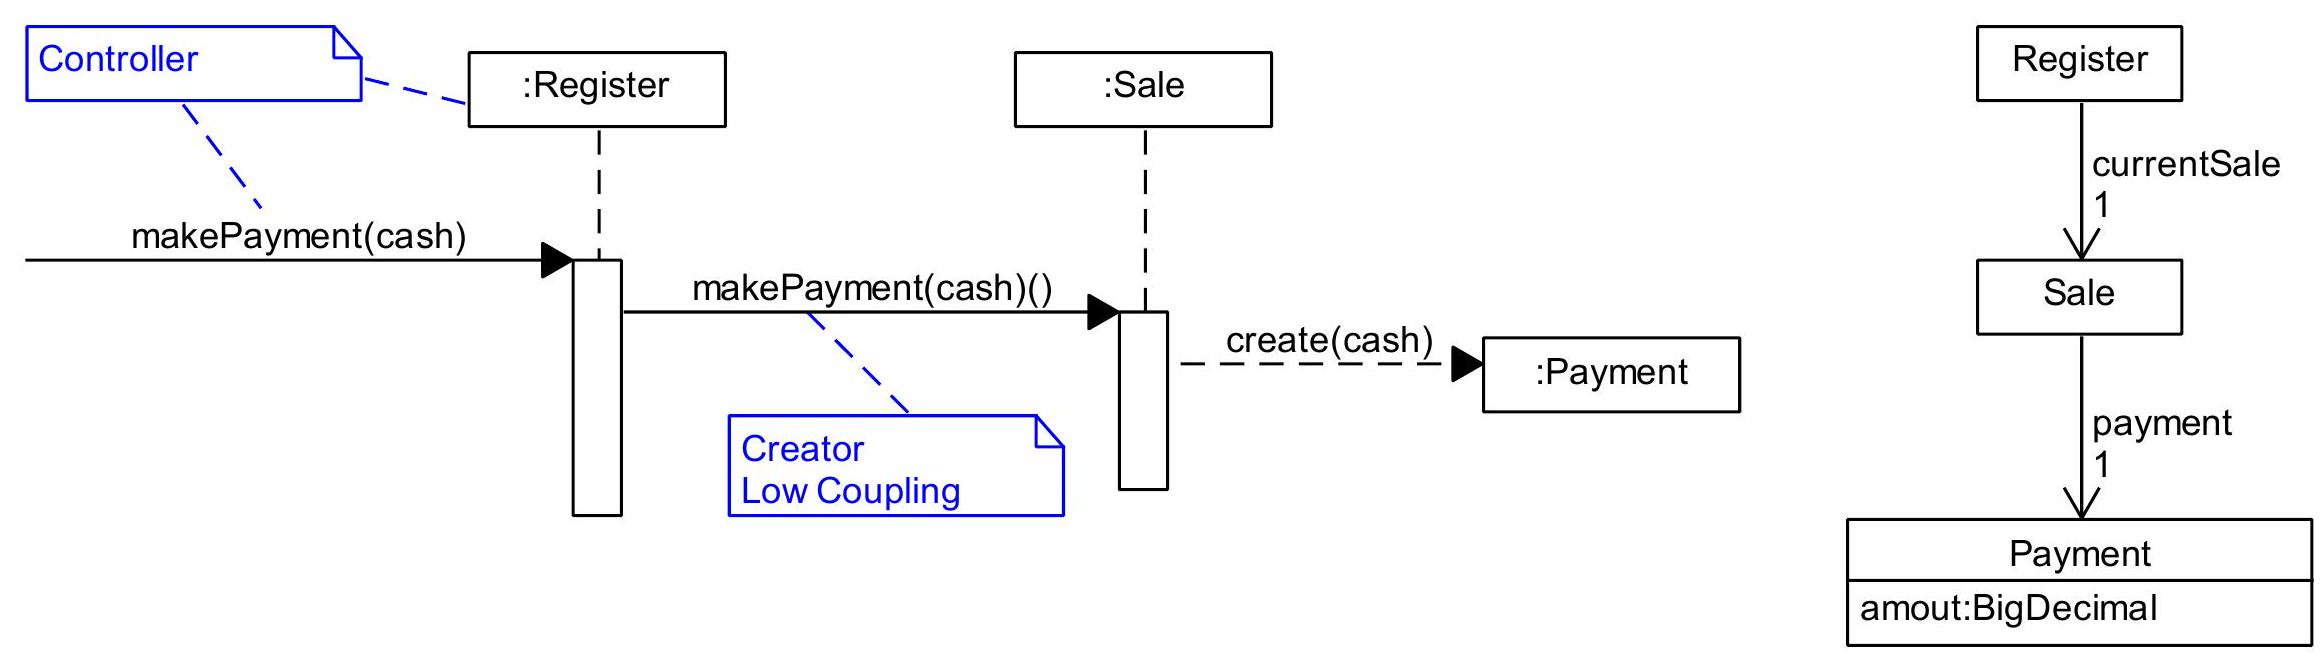 Controller
:Register
:Sale
makePayment(cash)
makePayment(cash)()
create(cash)
:Payment
Creator
Low Coupling
Register
currentSale
1
Sale
payment
1
Payment
amout:BigDecimal